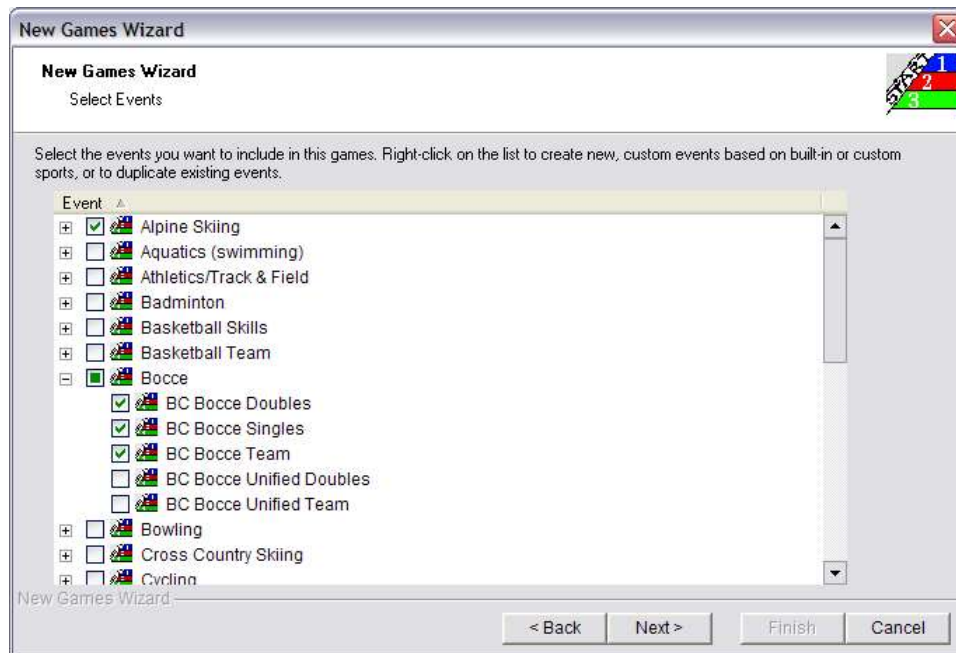 New Games Wizard
New Games Wizard
Select Events
START
1
2
3
Select the events you want to include in this games. Right-click on the list to create new, custom events based on built-in or custom
sports, or to duplicate existing events.
Event
Alpine Skiing
Aquatics (swimming)
Athletics/Track & Field
Badminton
Basketball Skills
Basketball Team
Bocce
BC Bocce Doubles
BC Bocce Singles
BC Bocce Team
BC Bocce Unified Doubles
BC Bocce Unified Team
Bowling
Cross Country Skiing
Cycling
New Games Wizard
< Back Next > Finish Cancel